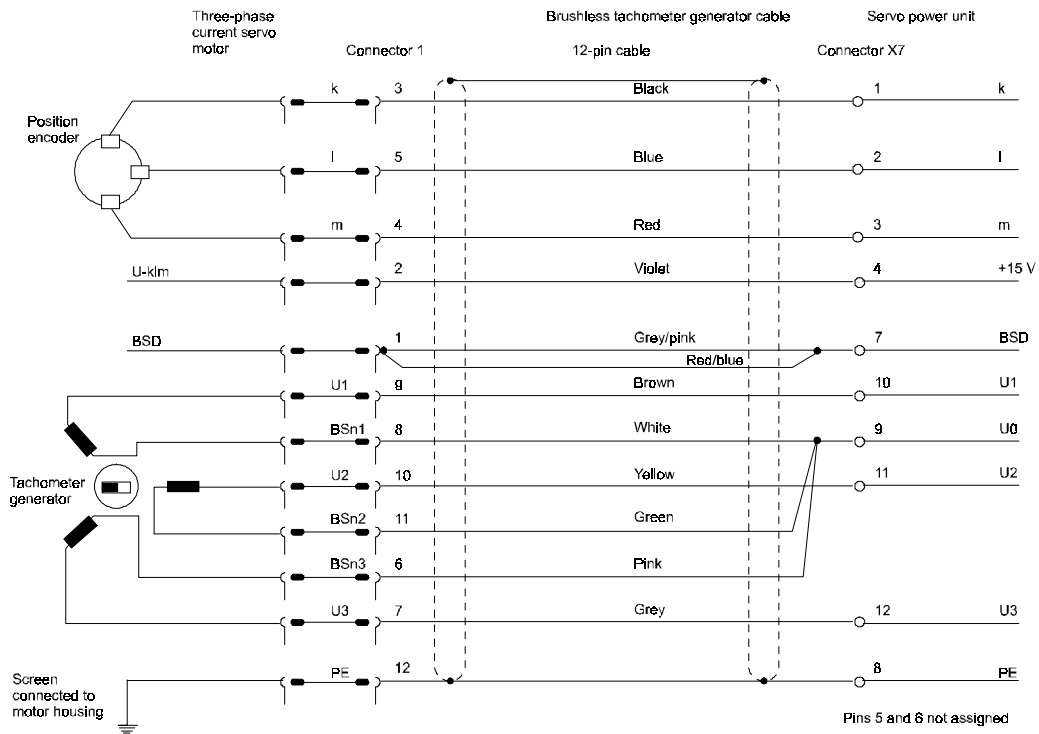 Three-phase
current servo
motor
Brushless tachometer generator cable
Servo power unit
Connector 1
12-pin cable
Connector X7
Position
encoder
k 3 Black 1 k
l 5 Blue 2 l
m 4 Red 3 m
U-klm 2 Violet 4 +15 V
BSD 1 Grey/pink 7 BSD
Red/blue
U1 9 Brown 10 U1
BSn1 8 White 9 U0
Tachometer
generator
U2 10 Yellow 11 U2
BSn2 11 Green
BSn3 6 Pink
U3 7 Grey 12 U3
Screen
connected to
motor housing
PE 12 8 PE
Pins 5 and 6 not assigned